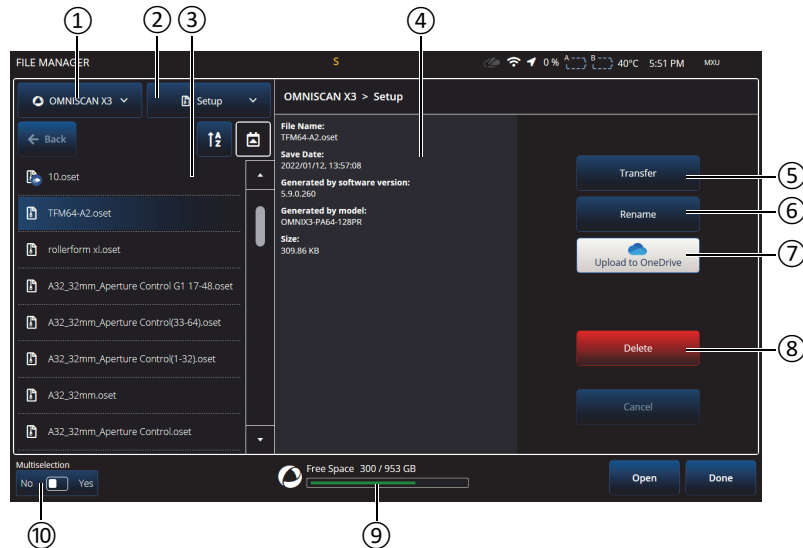 ① ② ③ ④
FILE MANAGER S 0 % A B 40°C 5:51 PM MXU
OMNISCAN X3 Setup OMNISCAN X3 > Setup
Back
File Name:
TFM64-A2.oset
Save Date:
2022/01/12, 13:57:08
Generated by software version:
5.9.0.260
Generated by model:
OMNIX3-PA64-128PR
Size:
309.86 KB
10.oset
TFM64-A2.oset
rollerform xl.oset
A32_32mm_Aperture Control G1 17-48.oset
A32_32mm_Aperture Control(33-64).oset
A32_32mm_Aperture Control(1-32).oset
A32_32mm.oset
A32_32mm_Aperture Control.oset
Transfer ⑤
Rename ⑥
Upload to OneDrive ⑦
Delete ⑧
Cancel
Multiselection
No Yes
Free Space 300 / 953 GB
Open Done
⑩ ⑨